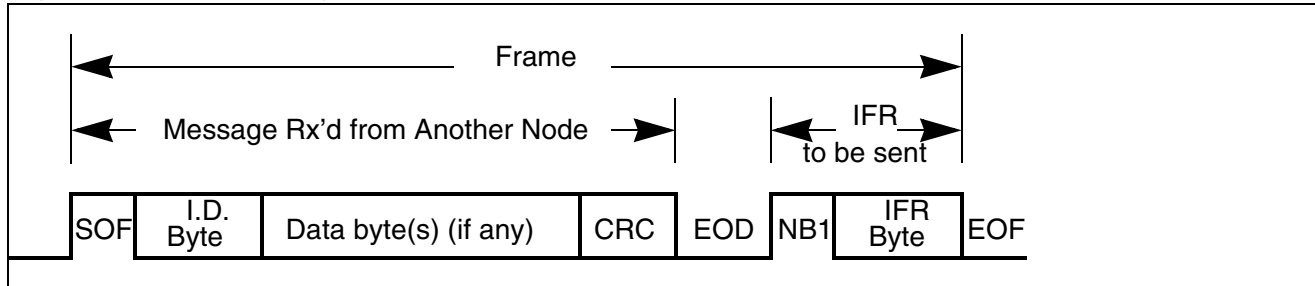 Frame
Message Rx'd from Another Node
IFR
to be sent
SOF
I.D.
Byte
Data byte(s) (if any)
CRC
EOD
NB1
IFR
Byte
EOF